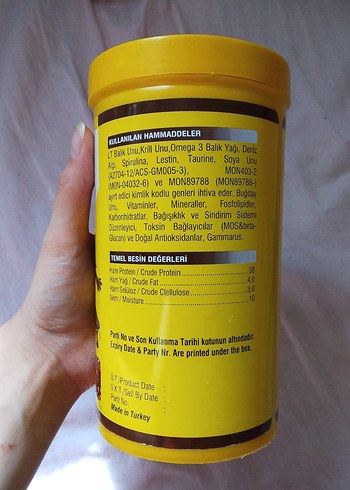 KULLANILAN HAMMADDELER
LT Balık Unu,Krill Unu,Omega 3 Balık Yağı, Deniz
Algı, Spirulina, Lestin, Taurine, Soya Unu
(A2704-12/ACS-GM005-3), MON403-2
(MON-04032-6) ve MON89788 (MON89788-)
ayırt edici kimlik kodlu genleri ihtiva eder. Buğday
Unu, Vitaminler, Mineraller, Fosfolipidler,
Karbonhidratlar, Bağışıklık ve Sindirim Sistemi
Düzenleyici, Toksin Bağlayıcılar (MOS&beta-
Glucan) ve Doğal Antioksidanlar, Gammarus.
TEMEL BESİN DEĞERLERİ
Ham Protein / Crude Protein 38
Ham Yağ / Crude Fat 4.0
Ham Selüloz / Crude Clellulose 3.0
Nem / Moisture 10
Parti No ve Son Kullanma Tarihi kutunun altındadır.
Expiry Date & Party Nr. Are printed under the box.
Ü.T./Product Date :
S.K.T./Sell By Date :
Parti No. :
Made in Turkey